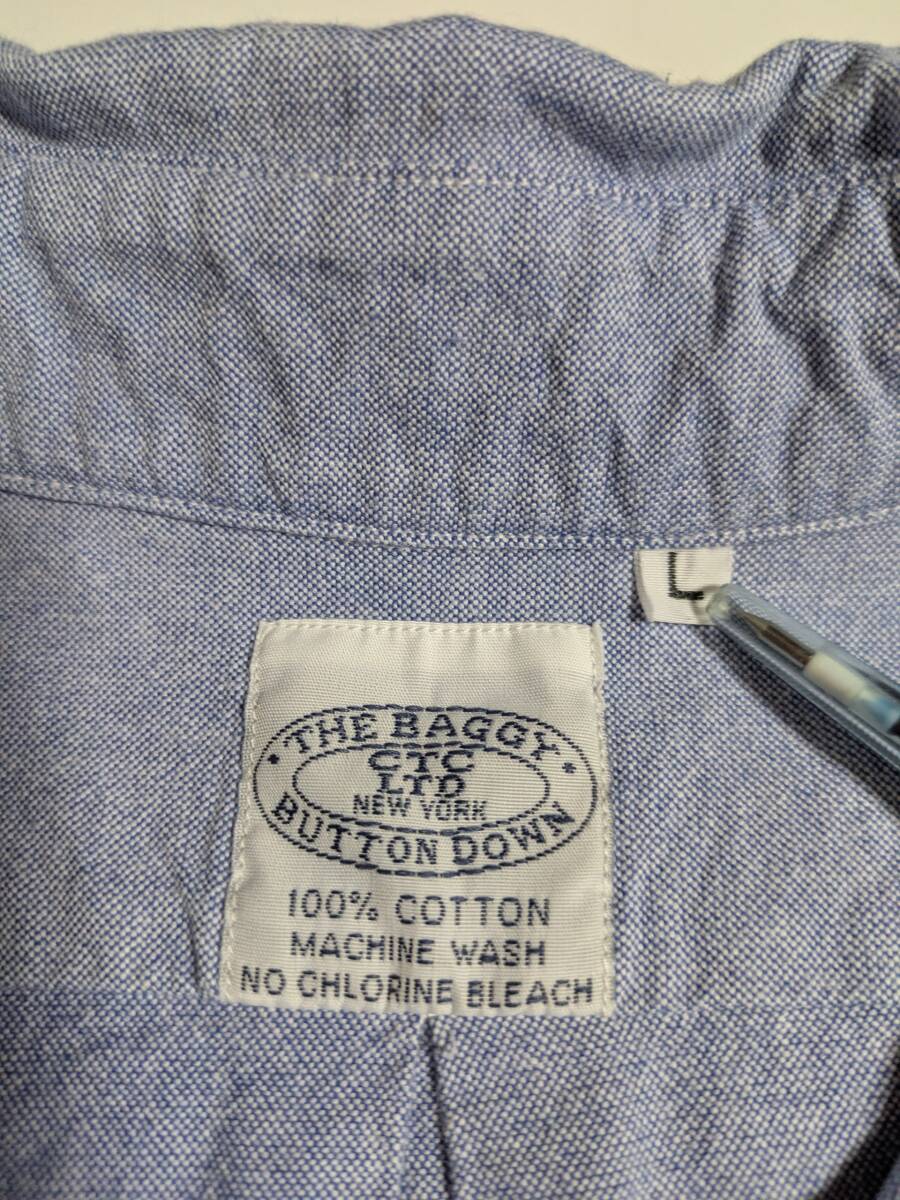 L
THE BAGGY
CTC
LTD
NEW YORK
BUTTON DOWN
100% COTTON
MACHINE WASH
NO CHLORINE BLEACH